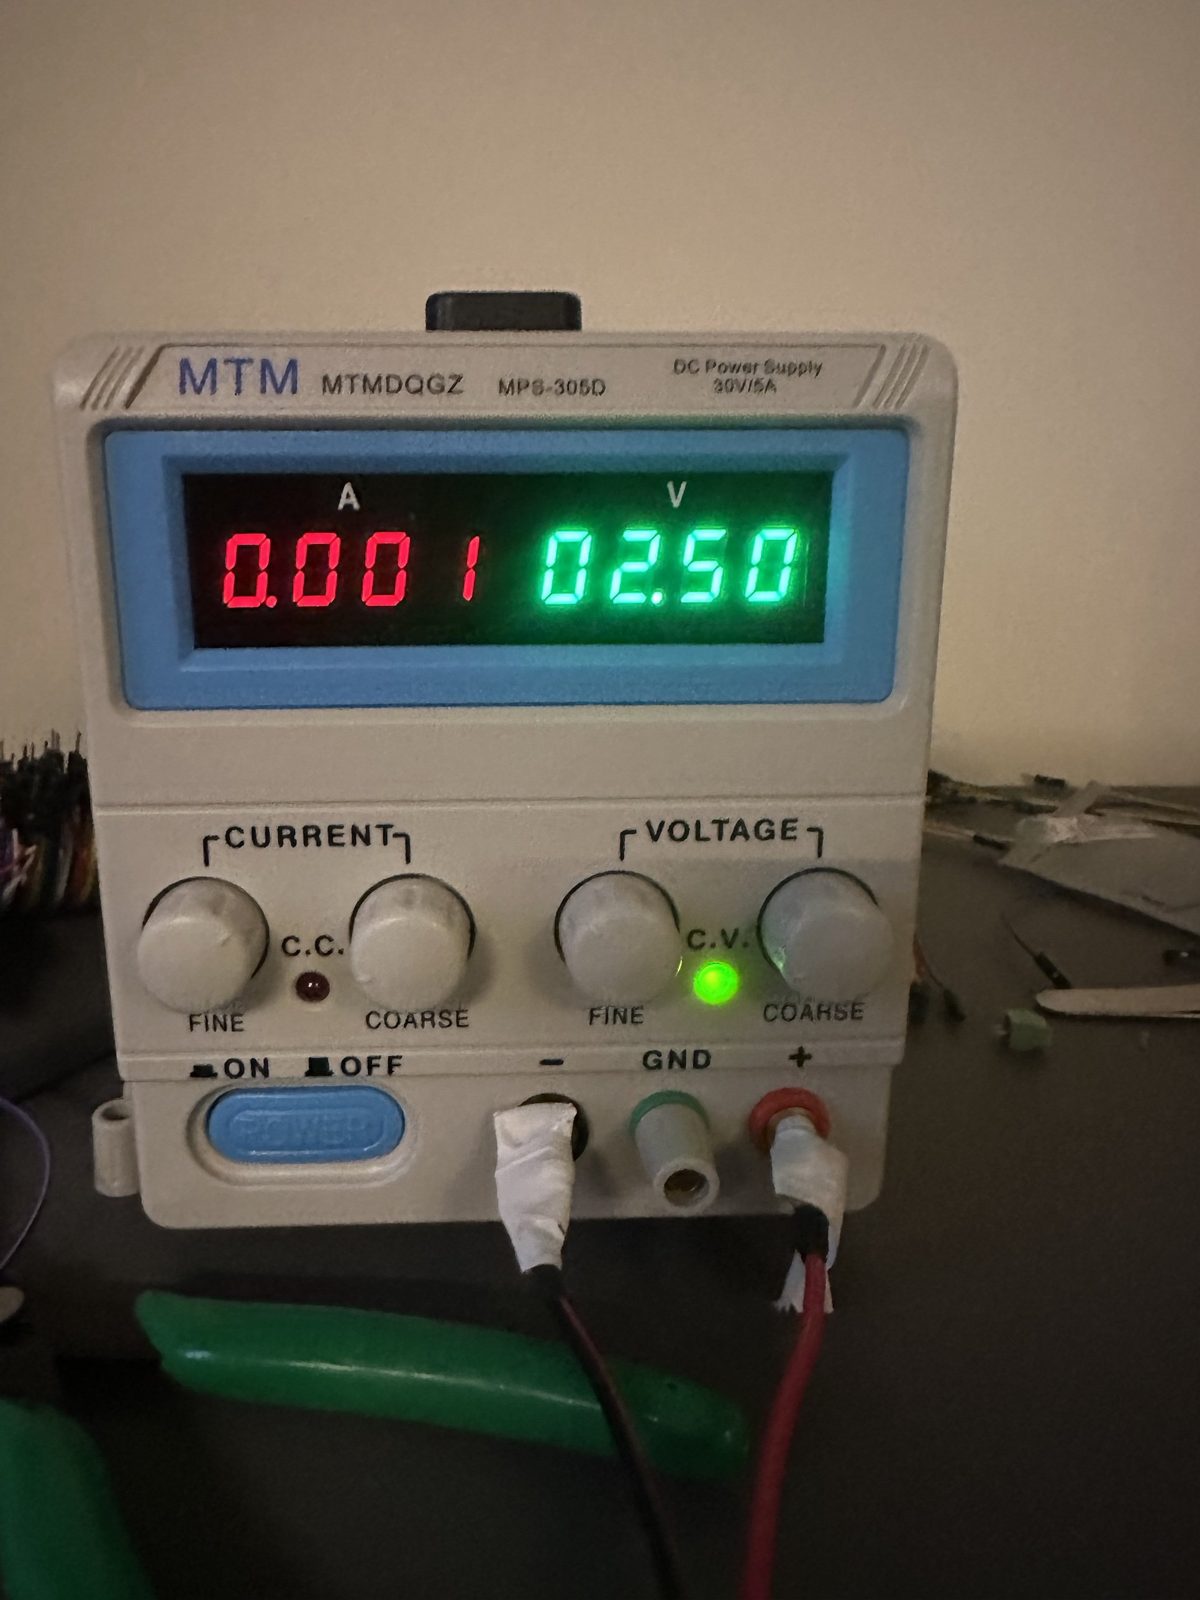 MTM MTMDQGZ MPS-305D DC Power Supply
30V/5A
A V
0.001 02.50
CURRENT VOLTAGE
C.C. C.V.
FINE COARSE FINE COARSE
ON OFF - GND +
POWER